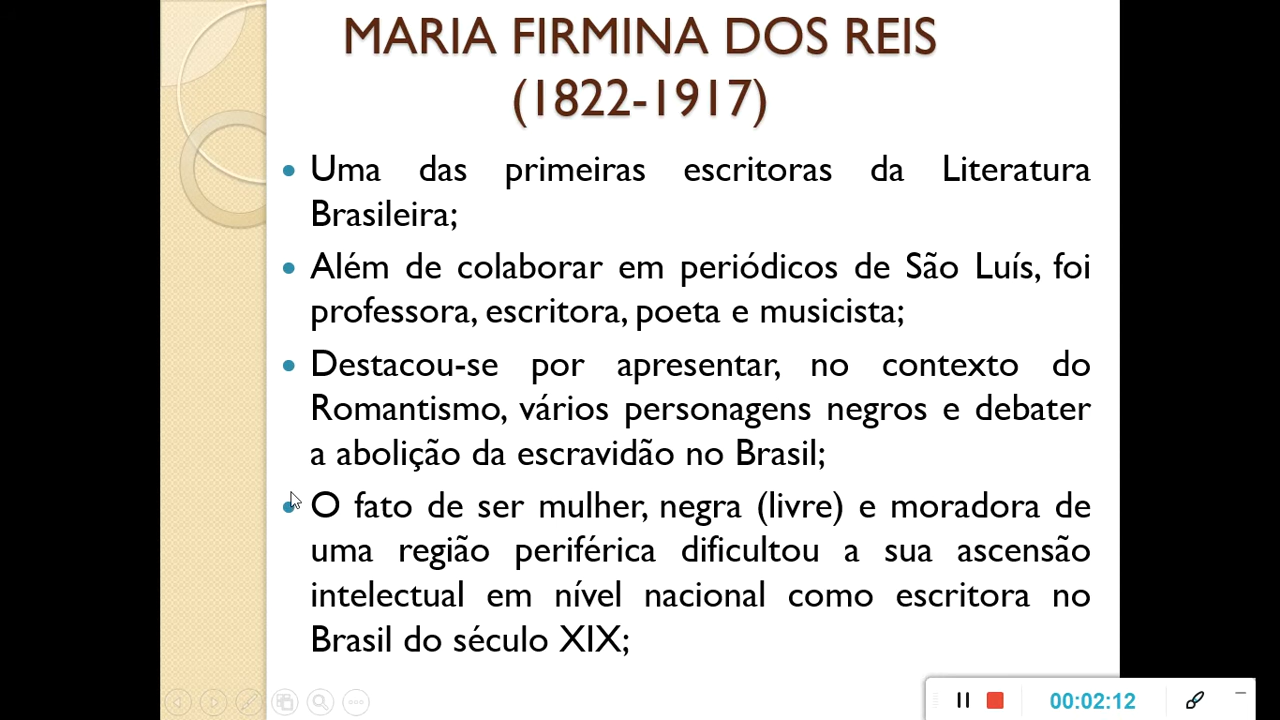 MARIA FIRMINA DOS REIS
(1822-1917)
Uma das primeiras escritoras da Literatura
Brasileira;
Além de colaborar em periódicos de São Luís, foi
professora, escritora, poeta e musicista;
Destacou-se por apresentar, no contexto do
Romantismo, vários personagens negros e debater
a abolição da escravidão no Brasil;
O fato de ser mulher, negra (livre) e moradora de
uma região periférica dificultou a sua ascensão
intelectual em nível nacional como escritora no
Brasil do século XIX;
00:02:12